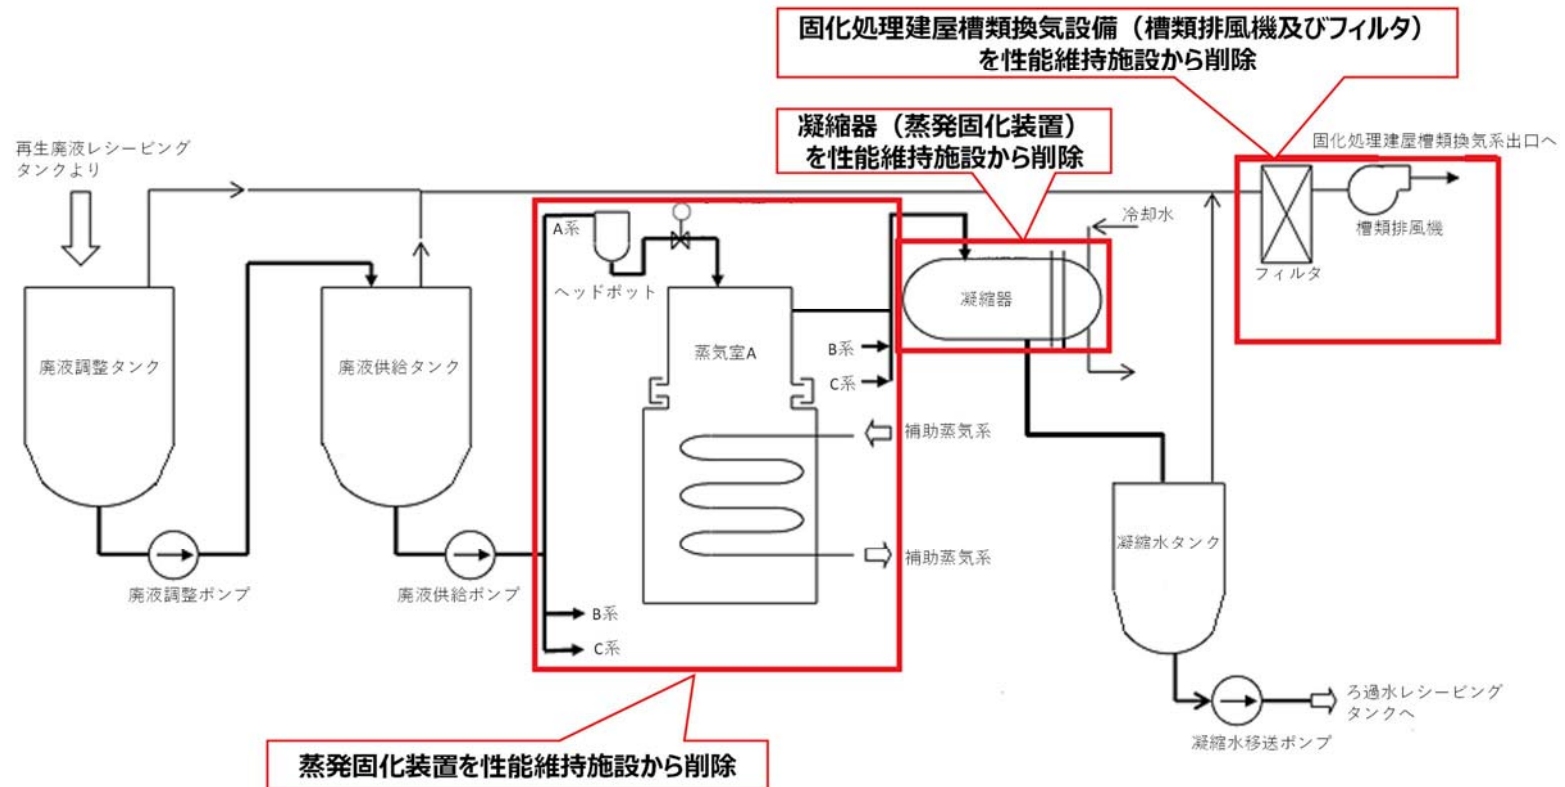 固化処理建屋槽類換気設備（槽類排風機及びフィルタ）
を性能維持施設から削除
凝縮器（蒸発固化装置）
を性能維持施設から削除
固化処理建屋槽類換気系出口へ
再生廃液レシービング
タンクより
冷却水
槽類排風機
フィルタ
A系
ヘッドポット
凝縮器
蒸気室A
B系
C系
廃液調整タンク
廃液供給タンク
補助蒸気系
補助蒸気系
凝縮水タンク
廃液調整ポンプ
廃液供給ポンプ
B系
C系
ろ過水レシービング
タンクへ
凝縮水移送ポンプ
蒸発固化装置を性能維持施設から削除